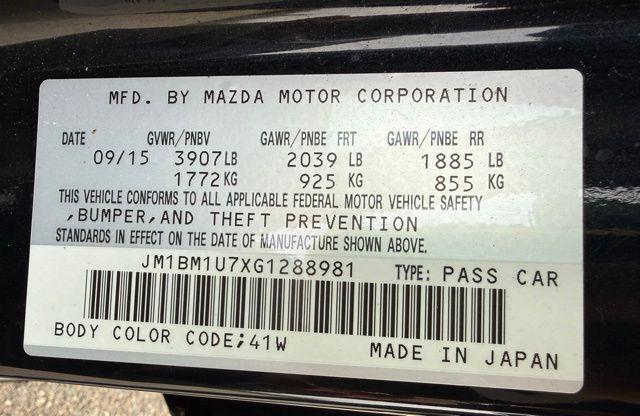 MFD. BY MAZDA MOTOR CORPORATION
DATE GVWR/PNBV GAWR/PNBE FRT GAWR/PNBE RR
09/15 3907LB 2039 LB 1885 LB
1772KG 925 KG 855 KG
THIS VEHICLE CONFORMS TO ALL APPLICABLE FEDERAL MOTOR VEHICLE SAFETY
,BUMPER,AND THEFT PREVENTION
STANDARDS IN EFFECT ON THE DATE OF MANUFACTURE SHOWN ABOVE.
JM1BM1U7XG1288981 TYPE: PASS CAR
BODY COLOR CODE;41W MADE IN JAPAN